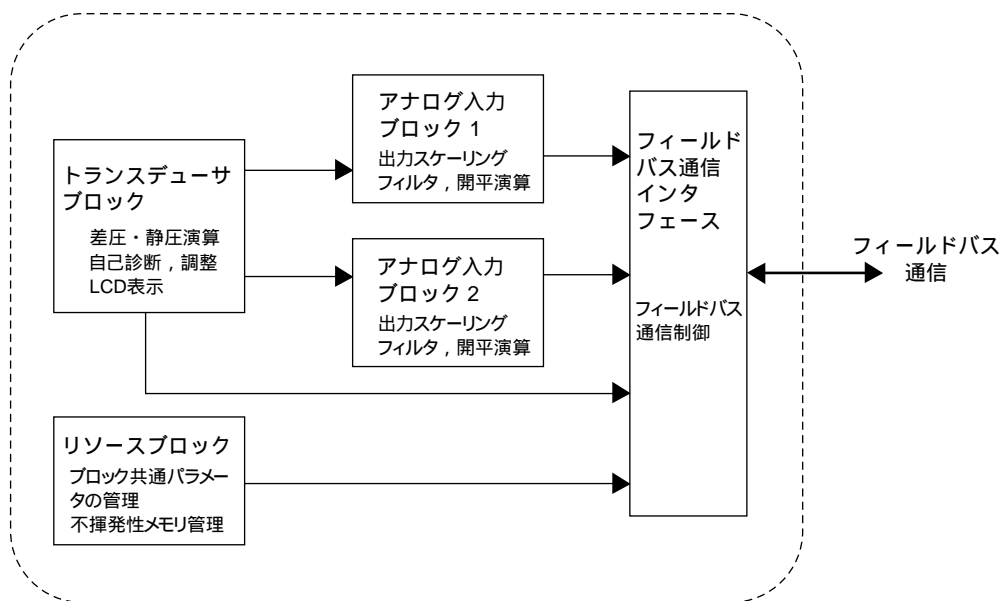 トランスデューサ
ブロック
差圧・静圧演算
自己診断 , 調整
LCD表示
アナログ入力
ブロック 1
出力スケーリング
フィルタ , 開平演算
アナログ入力
ブロック 2
出力スケーリング
フィルタ , 開平演算
リソースブロック
ブロック共通パラメー
タの管理
不揮発性メモリ管理
フィールド
バス通信
インタ
フェース
フィールドバス
通信制御
フィールドバス
通信